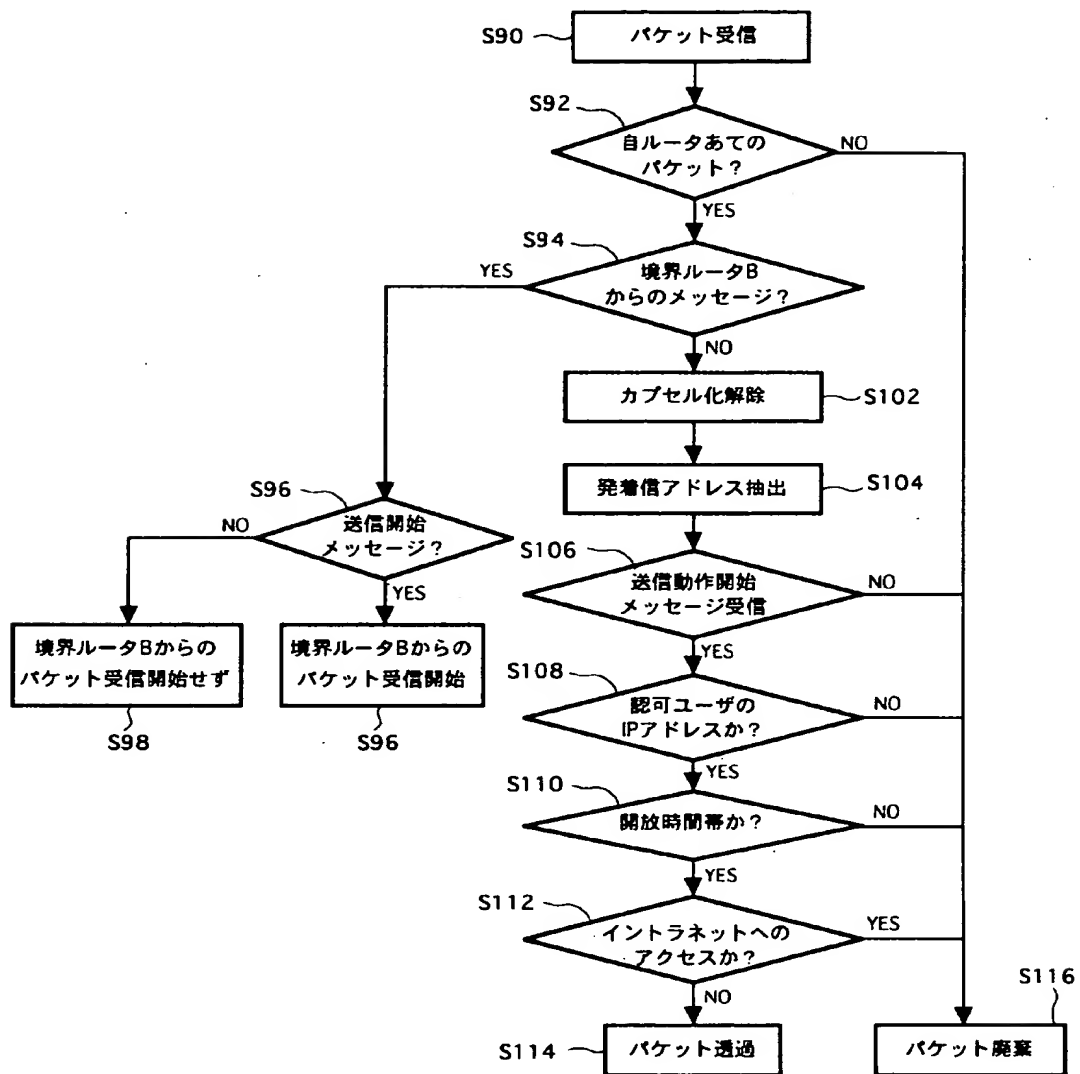 S90
パケット受信
S92
自ルータあての
パケット？
NO
YES
S94
YES
境界ルータB
からのメッセージ？
NO
カプセル化解除
S102
発着信アドレス抽出
S104
S96
NO
送信開始
メッセージ？
YES
S106
送信動作開始
メッセージ受信
NO
YES
境界ルータBからの
パケット受信開始せず
S98
境界ルータBからの
パケット受信開始
S96
S108
認可ユーザの
IPアドレスか？
NO
YES
S110
開放時間帯か？
NO
YES
S112
イントラネットへの
アクセスか？
YES
NO
S114
パケット透過
S116
パケット廃棄